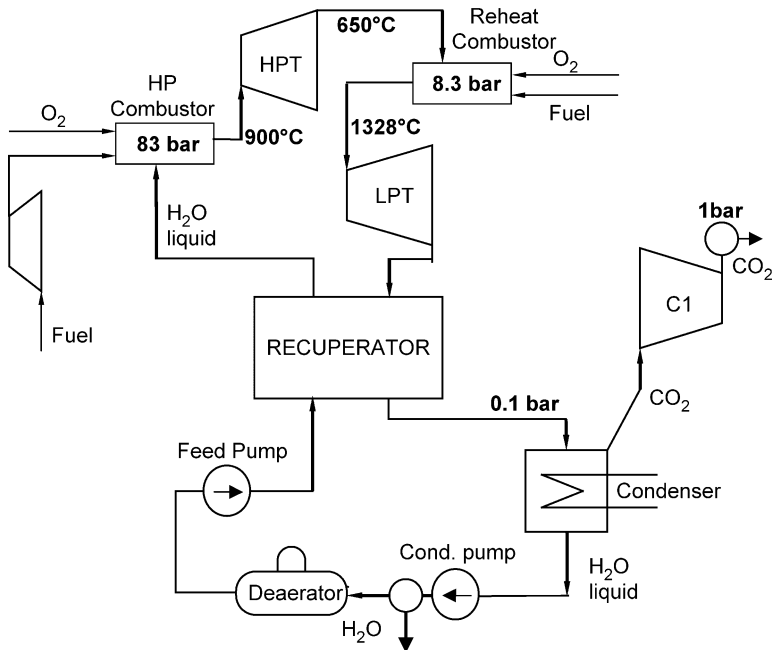 650°C
Reheat
Combustor
HPT
O₂
HP
Combustor
8.3 bar
Fuel
O₂
83 bar
900°C
1328°C
LPT
H₂O
liquid
1bar
CO₂
C1
Fuel
RECUPERATOR
0.1 bar
CO₂
Feed Pump
Condenser
Cond. pump
H₂O
liquid
Deaerator
H₂O